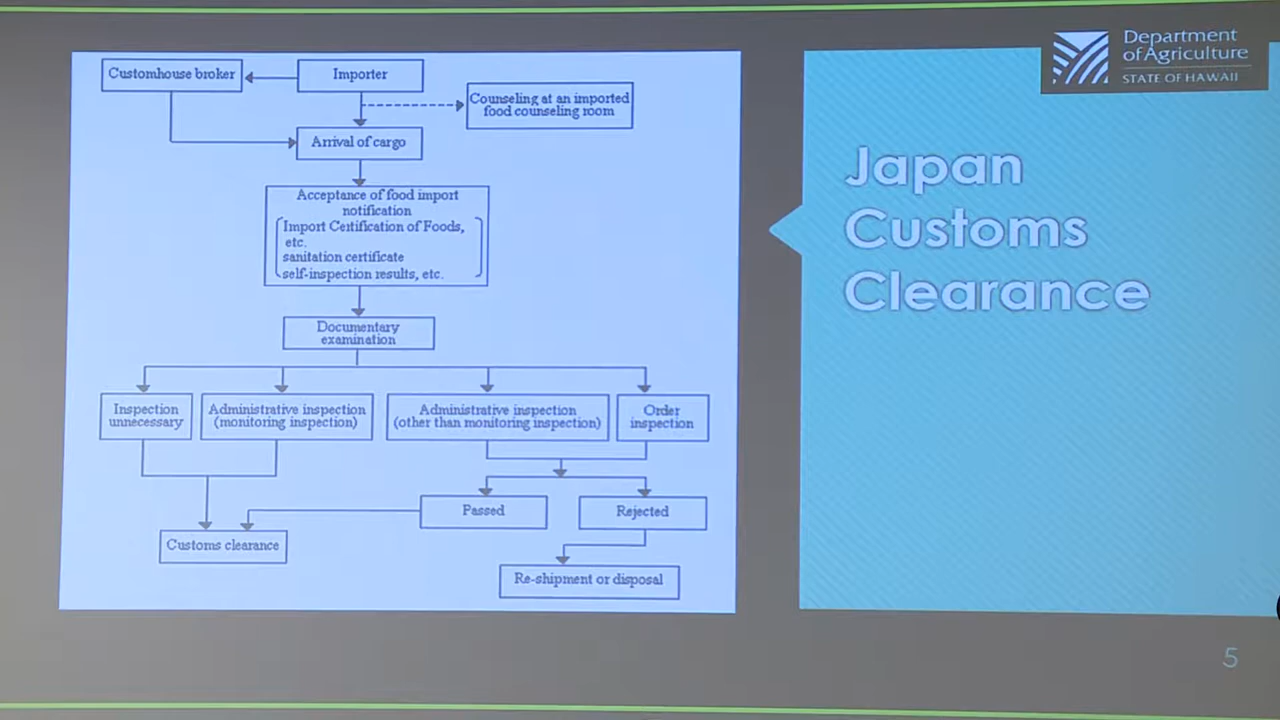 Department
of Agriculture
STATE OF HAWAII
Japan
Customs
Clearance
Customhouse broker
Importer
Counseling at an imported
food counseling room
Arrival of cargo
Acceptance of food import
notification
Import Certification of Foods,
etc.
sanitation certificate
self-inspection results, etc.
Documentary
examination
Inspection
unnecessary
Administrative inspection
(monitoring inspection)
Administrative inspection
(other than monitoring inspection)
Order
inspection
Passed
Rejected
Customs clearance
Re-shipment or disposal
5